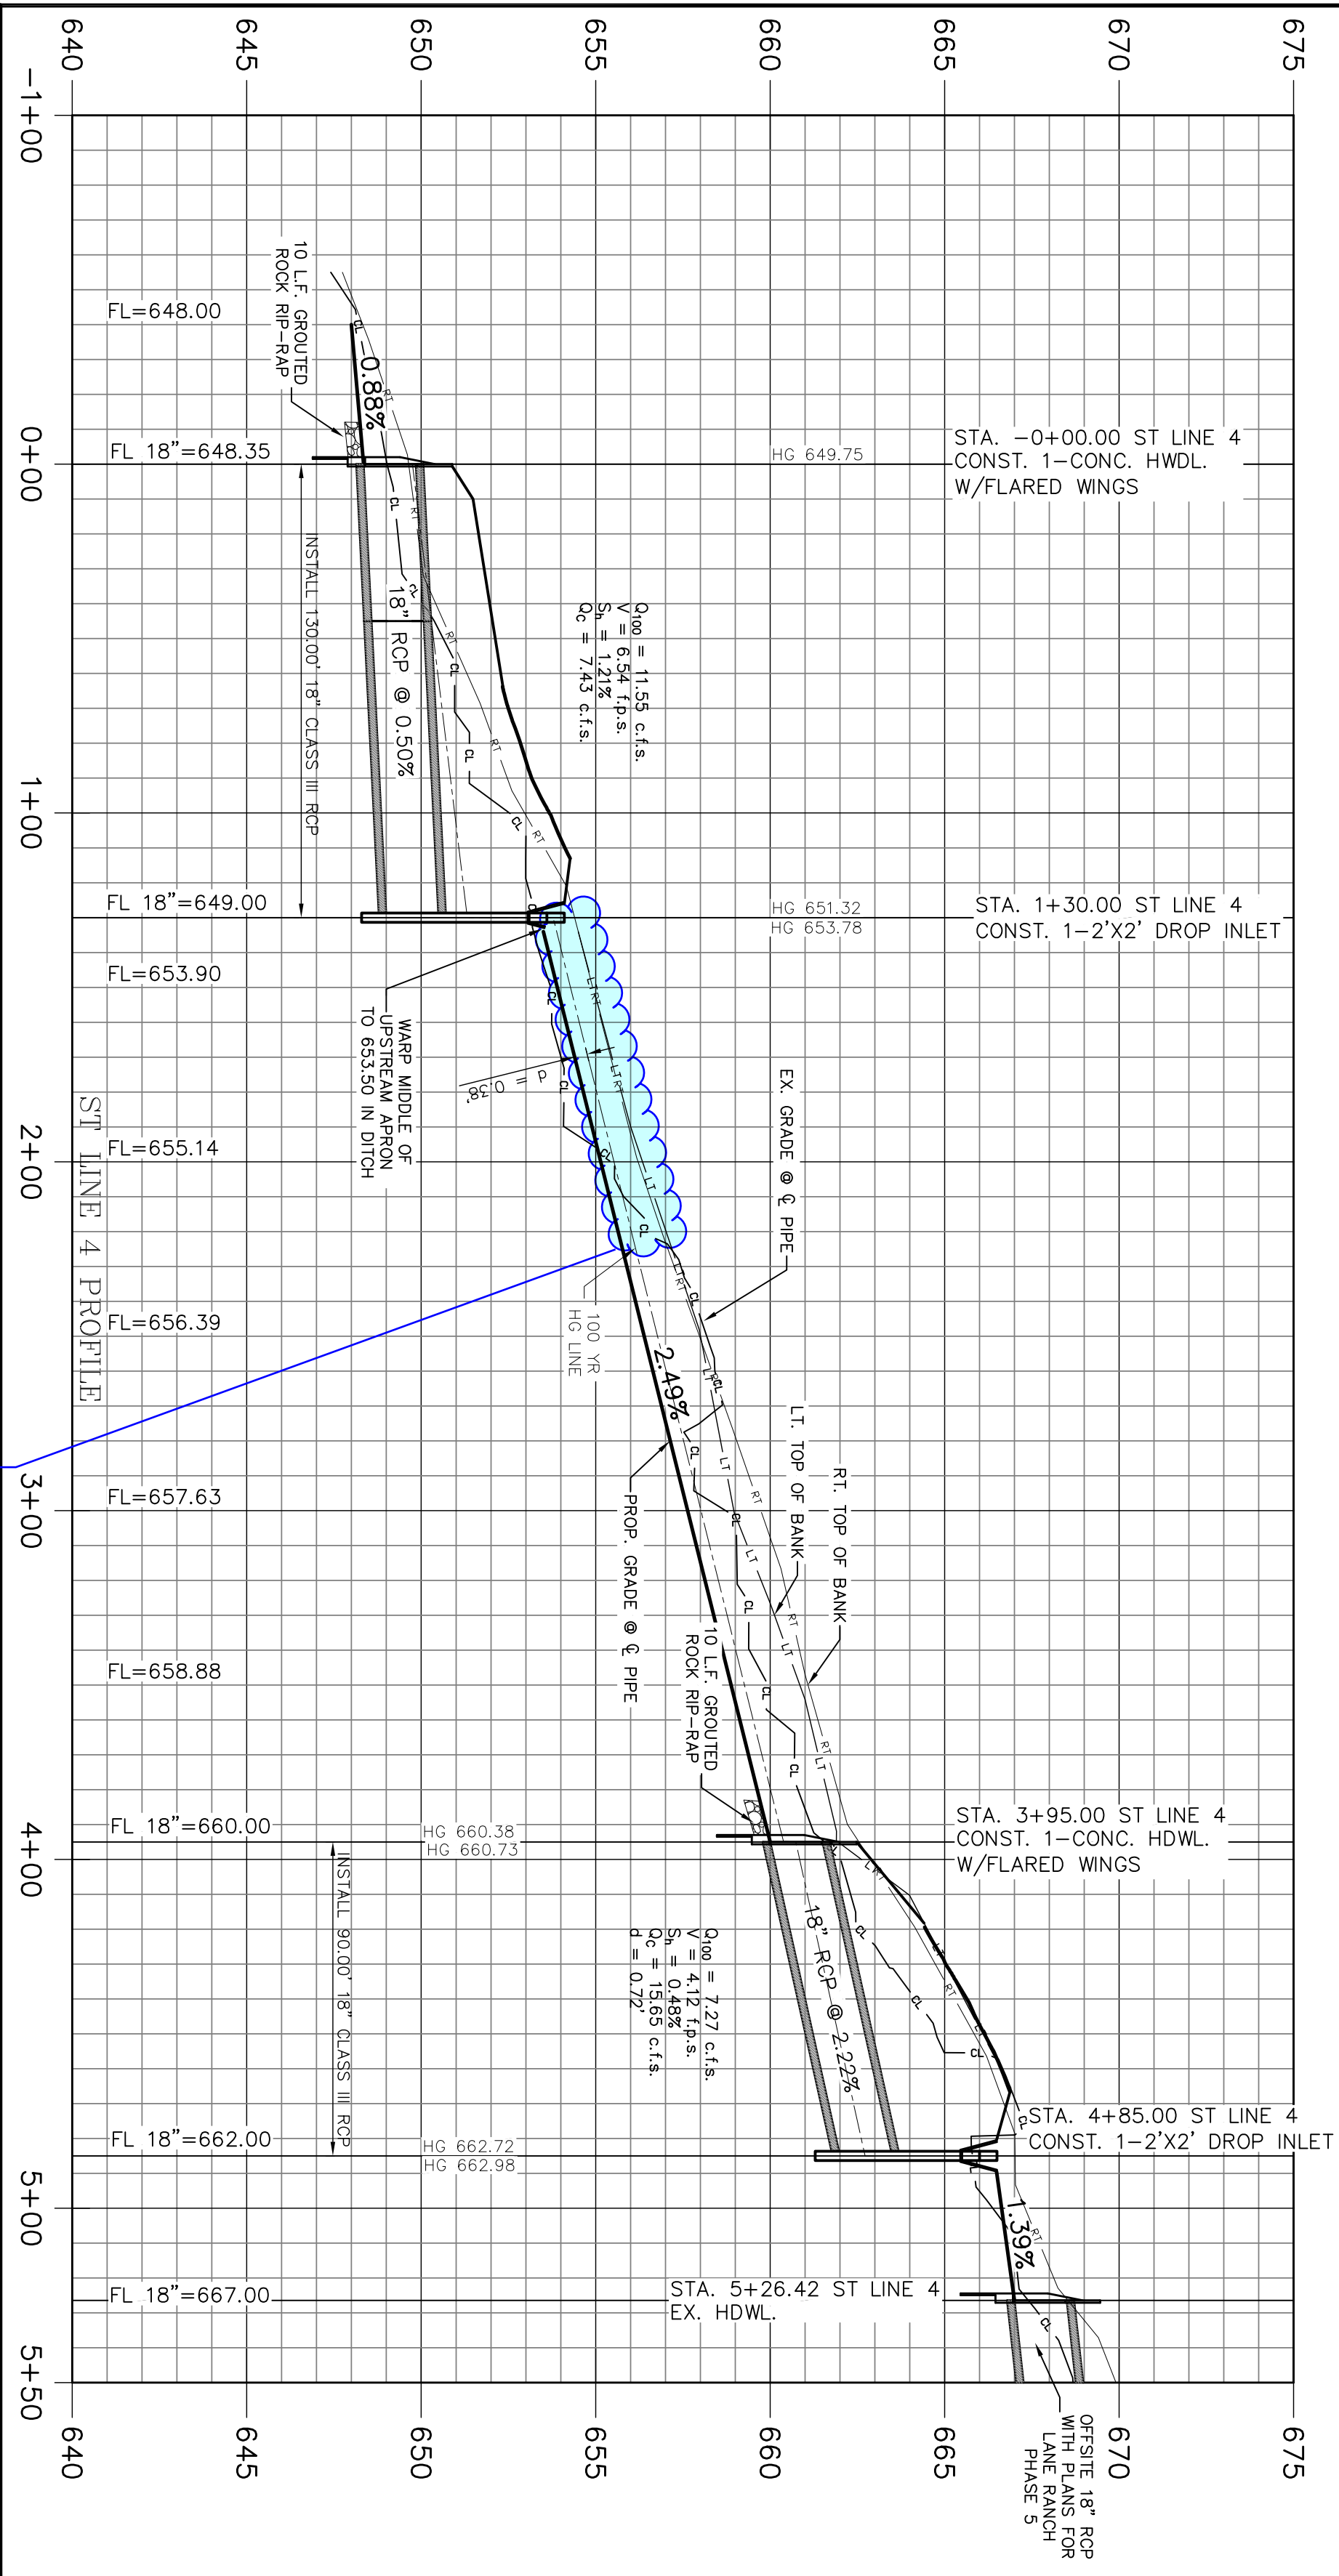 675
670
665
660
655
650
645
640
STA. -0+00.00 ST LINE 4
CONST. 1-CONC. HWDL.
W/FLARED WINGS
STA. 1+30.00 ST LINE 4
CONST. 1-2'X2' DROP INLET
STA. 3+95.00 ST LINE 4
CONST. 1-CONC. HDWL.
W/FLARED WINGS
STA. 4+85.00 ST LINE 4
CONST. 1-2'X2' DROP INLET
STA. 5+26.42 ST LINE 4
EX. HDWL.
OFFSITE 18" RCP
WITH PLANS FOR
LANE RANCH
PHASE 5
HG 649.75
HG 651.32
HG 653.78
HG 660.38
HG 660.73
HG 662.72
HG 662.98
Q100 = 11.55 c.f.s.
V = 6.54 f.p.s.
Sh = 1.21%
Qc = 7.43 c.f.s.
Q100 = 7.27 c.f.s.
V = 4.12 f.p.s.
Sh = 0.48%
Qc = 15.65 c.f.s.
d = 0.72'
EX. GRADE @ ℄ PIPE
LT. TOP OF BANK
RT. TOP OF BANK
PROP. GRADE @ ℄ PIPE
100 YR
HG LINE
10 L.F. GROUTED
ROCK RIP-RAP
10 L.F. GROUTED
ROCK RIP-RAP
WARP MIDDLE OF
UPSTREAM APRON
TO 653.50 IN DITCH
d = 0.38'
-0.88%
18" RCP @ 0.50%
2.49%
18" RCP @ 2.22%
1.39%
INSTALL 130.00' 18" CLASS III RCP
INSTALL 90.00' 18" CLASS III RCP
FL=648.00
FL 18"=648.35
FL 18"=649.00
FL=653.90
FL=655.14
FL=656.39
FL=657.63
FL=658.88
FL 18"=660.00
FL 18"=662.00
FL 18"=667.00
ST LINE 4 PROFILE
-1+00
0+00
1+00
2+00
3+00
4+00
5+00
5+50
675
670
665
660
655
650
645
640